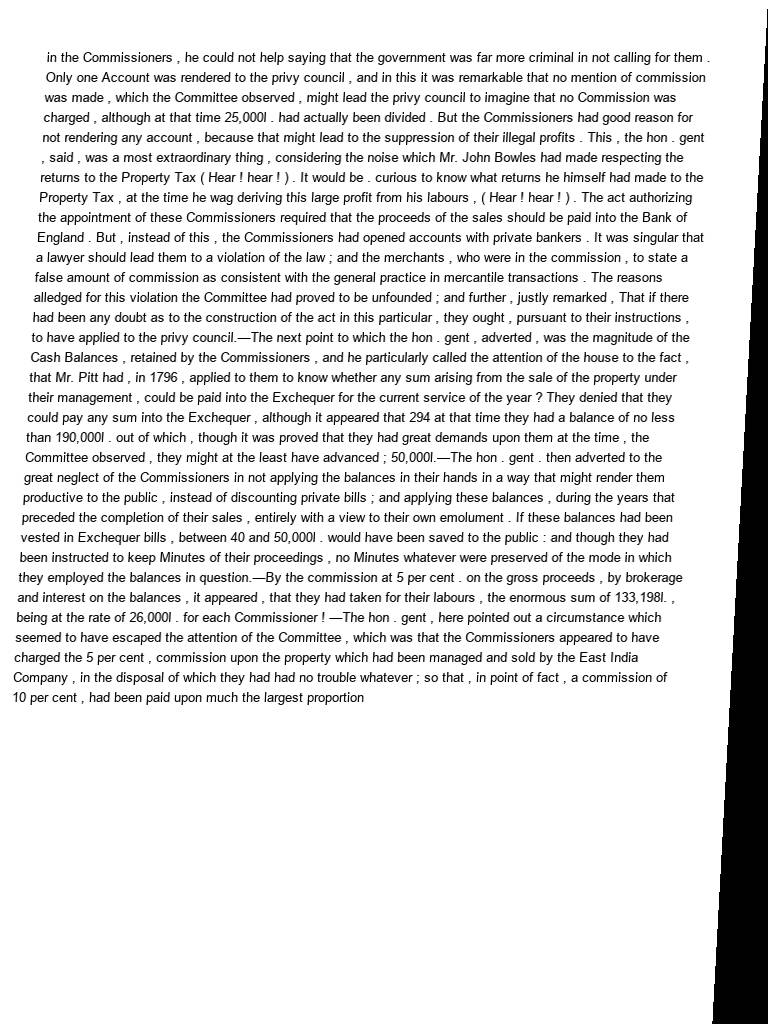 in the Commissioners , he could not help saying that the government was far more criminal in not calling for them .
Only one Account was rendered to the privy council , and in this it was remarkable that no mention of commission
was made , which the Committee observed , might lead the privy council to imagine that no Commission was
charged , although at that time 25,000l . had actually been divided . But the Commissioners had good reason for
not rendering any account , because that might lead to the suppression of their illegal profits . This , the hon . gent
, said , was a most extraordinary thing , considering the noise which Mr. John Bowles had made respecting the
returns to the Property Tax ( Hear ! hear ! ) . It would be . curious to know what returns he himself had made to the
Property Tax , at the time he wag deriving this large profit from his labours , ( Hear ! hear ! ) . The act authorizing
the appointment of these Commissioners required that the proceeds of the sales should be paid into the Bank of
England . But , instead of this , the Commissioners had opened accounts with private bankers . It was singular that
a lawyer should lead them to a violation of the law ; and the merchants , who were in the commission , to state a
false amount of commission as consistent with the general practice in mercantile transactions . The reasons
alledged for this violation the Committee had proved to be unfounded ; and further , justly remarked , That if there
had been any doubt as to the construction of the act in this particular , they ought , pursuant to their instructions ,
to have applied to the privy council.—The next point to which the hon . gent , adverted , was the magnitude of the
Cash Balances , retained by the Commissioners , and he particularly called the attention of the house to the fact ,
that Mr. Pitt had , in 1796 , applied to them to know whether any sum arising from the sale of the property under
their management , could be paid into the Exchequer for the current service of the year ? They denied that they
could pay any sum into the Exchequer , although it appeared that 294 at that time they had a balance of no less
than 190,000l . out of which , though it was proved that they had great demands upon them at the time , the
Committee observed , they might at the least have advanced ; 50,000l.—The hon . gent . then adverted to the
great neglect of the Commissioners in not applying the balances in their hands in a way that might render them
productive to the public , instead of discounting private bills ; and applying these balances , during the years that
preceded the completion of their sales , entirely with a view to their own emolument . If these balances had been
vested in Exchequer bills , between 40 and 50,000l . would have been saved to the public : and though they had
been instructed to keep Minutes of their proceedings , no Minutes whatever were preserved of the mode in which
they employed the balances in question.—By the commission at 5 per cent . on the gross proceeds , by brokerage
and interest on the balances , it appeared , that they had taken for their labours , the enormous sum of 133,198l. ,
being at the rate of 26,000l . for each Commissioner ! —The hon . gent , here pointed out a circumstance which
seemed to have escaped the attention of the Committee , which was that the Commissioners appeared to have
charged the 5 per cent , commission upon the property which had been managed and sold by the East India
Company , in the disposal of which they had had no trouble whatever ; so that , in point of fact , a commission of
10 per cent , had been paid upon much the largest proportion